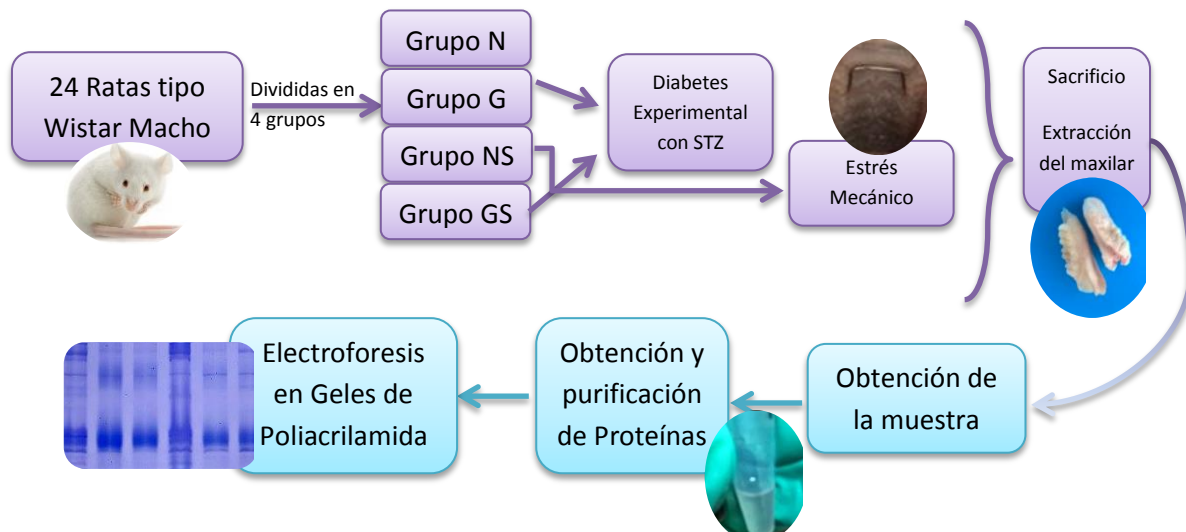 24 Ratas tipo
Wistar Macho
Divididas en
4 grupos
Grupo N
Grupo G
Grupo NS
Grupo GS
Diabetes
Experimental
con STZ
Estrés
Mecánico
Sacrificio
Extracción
del maxilar
Obtención de
la muestra
Obtención y
purificación
de Proteínas
Electroforesis
en Geles de
Poliacrilamida